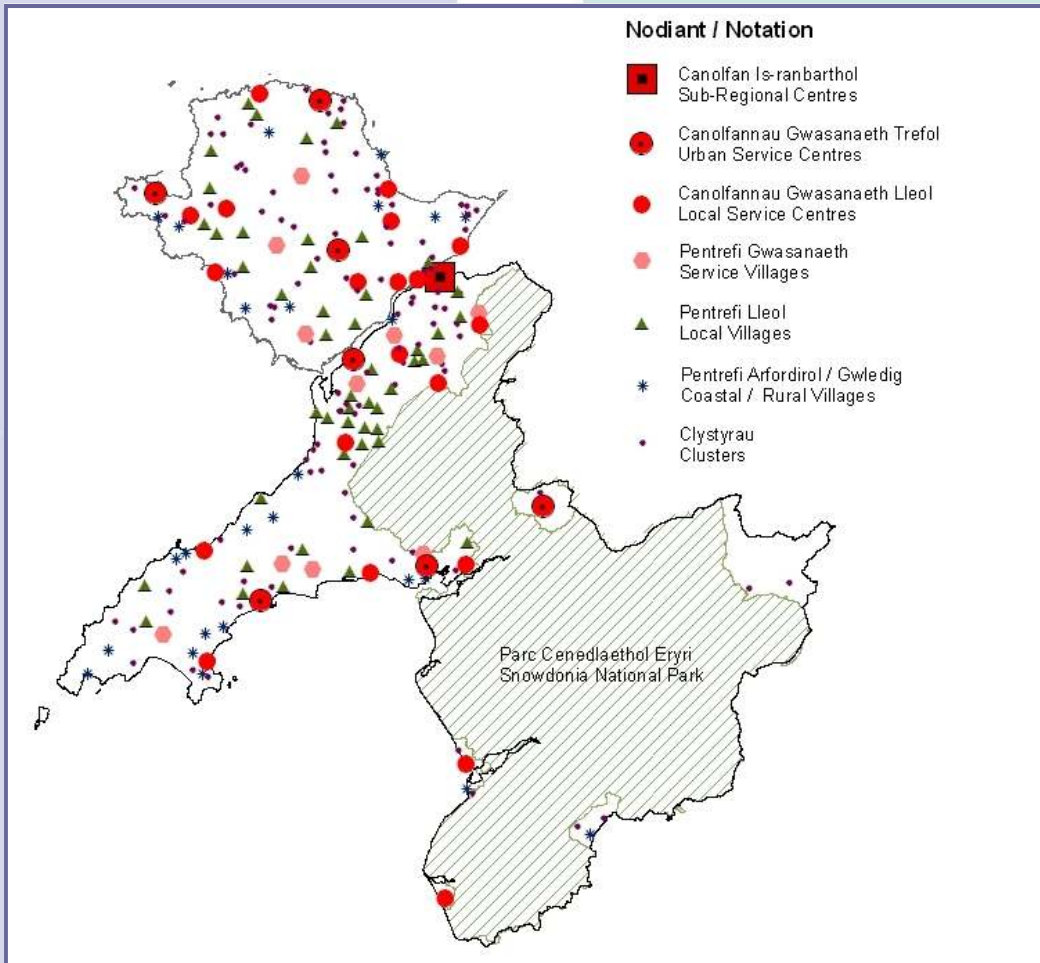 Nodiant / Notation
Canolfan Is-ranbarthol
Sub-Regional Centres
Canolfannau Gwasanaeth Trefol
Urban Service Centres
Canolfannau Gwasanaeth Lleol
Local Service Centres
Pentrefi Gwasanaeth
Service Villages
Pentrefi Lleol
Local Villages
Pentrefi Arfordirol / Gwledig
Coastal / Rural Villages
Clystyrau
Clusters
Parc Cenedlaethol Eryri
Snowdonia National Park